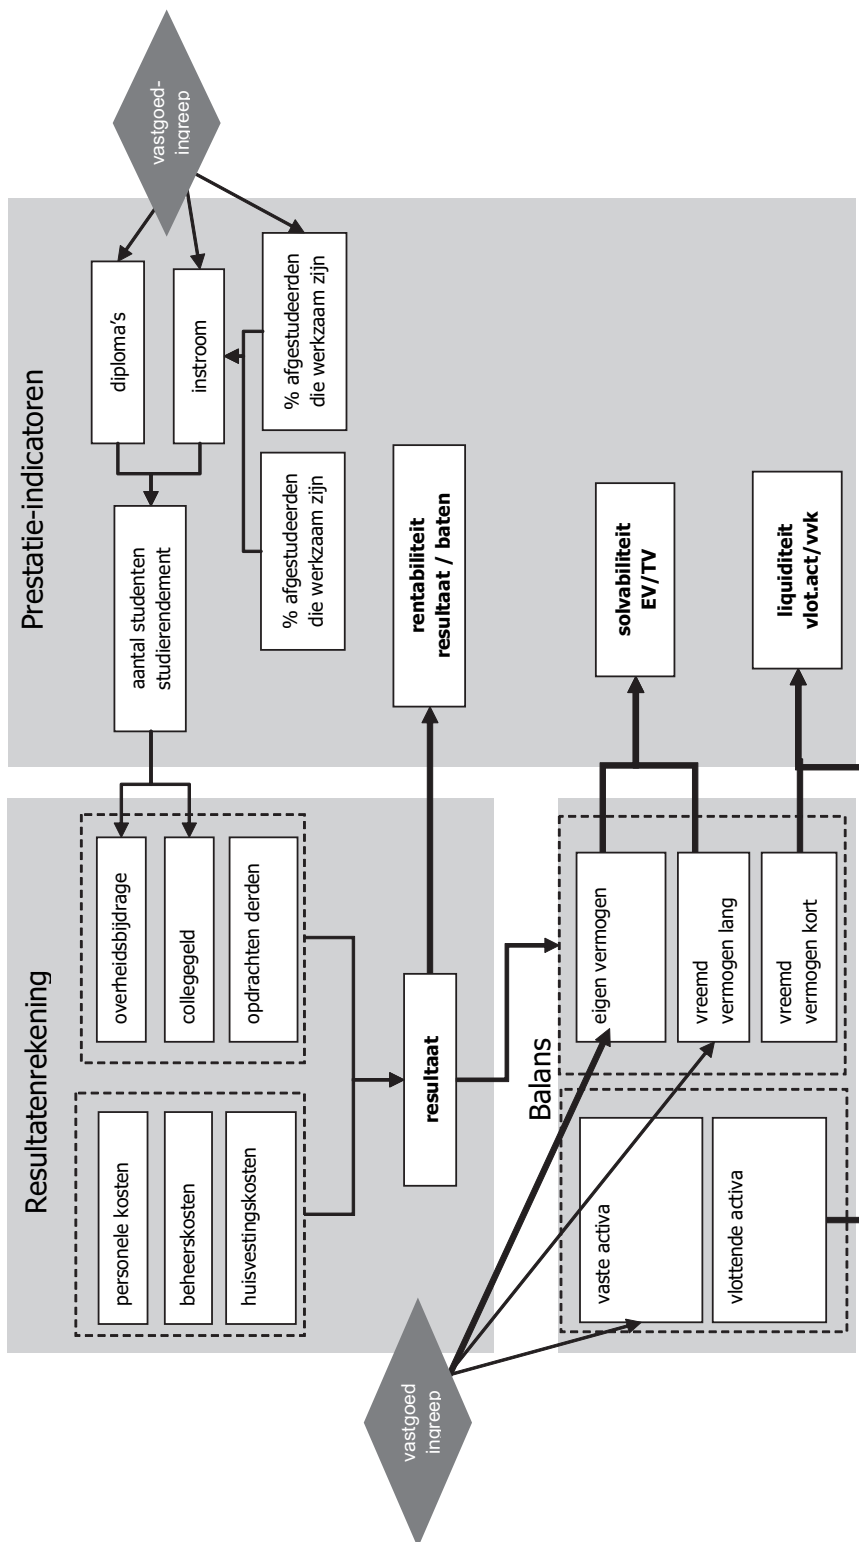 Resultatenrekening
personele kosten
beheerskosten
huisvestingskosten
overheidsbijdrage
collegegeld
opdrachten derden
resultaat
Prestatie-indicatoren
aantal studenten
studierendement
diploma's
instroom
% afgestudeerden
die werkzaam zijn
% afgestudeerden
die werkzaam zijn
vastgoed-
ingreep
rentabiliteit
resultaat / baten
vastgoed
ingreep
Balans
vaste activa
vlottende activa
eigen vermogen
vreemd
vermogen lang
vreemd
vermogen kort
solvabiliteit
EV/TV
liquiditeit
vlot.act/vvk